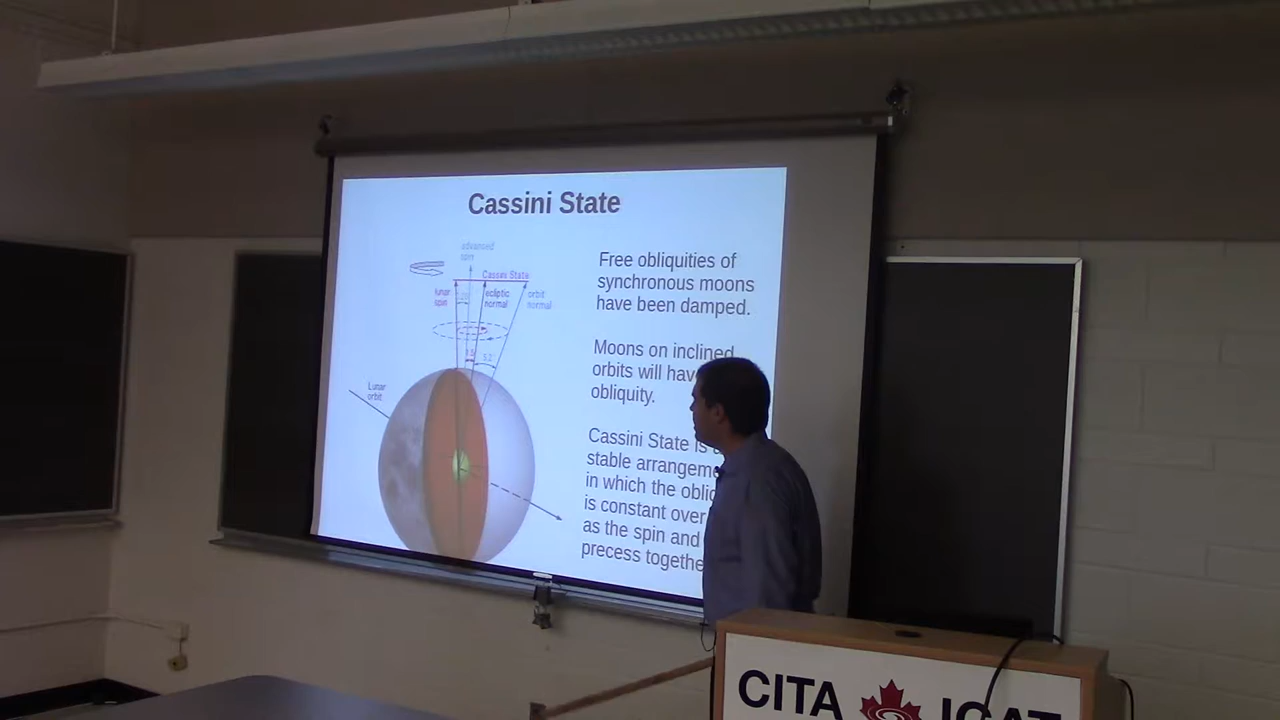 Cassini State
advanced
spin
Cassini State
lunar
spin
ecliptic
normal
orbit
normal
Lunar
orbit
Free obliquities of
synchronous moons
have been damped.
Moons on inclined
orbits will have
obliquity.
Cassini State is a
stable arrangeme
in which the obliq
is constant over
as the spin and
precess togethe
CITA ICAT